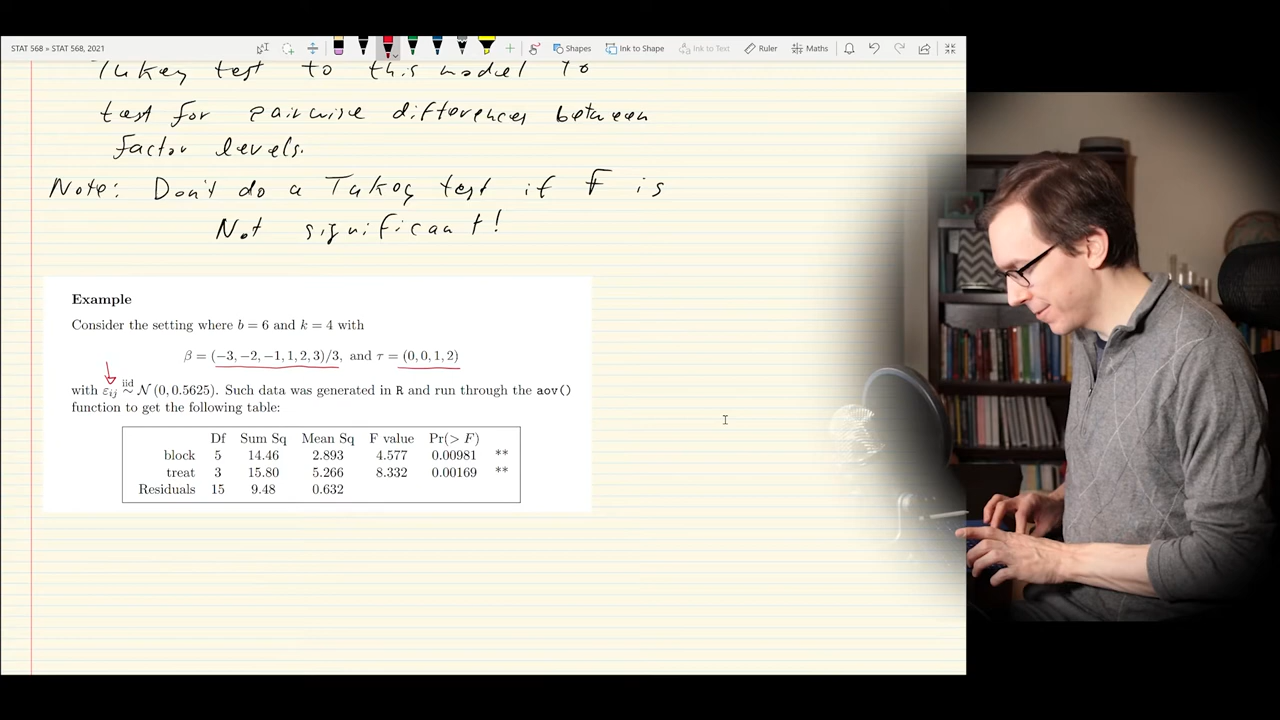 STAT 568 » STAT 568, 2021
Shapes Ink to Shape Ink to Text Ruler Maths
Tukey test to this model to
test for pairwise differences between
factor levels.
Note: Don't do a Tukey test if F is
Not significant!
Example
Consider the setting where b = 6 and k = 4 with
β = (−3, −2, −1, 1, 2, 3)/3, and τ = (0, 0, 1, 2)
with εij iid∼ N (0, 0.5625). Such data was generated in R and run through the aov()
function to get the following table:
Df Sum Sq Mean Sq F value Pr(> F)
block 5 14.46 2.893 4.577 0.00981 **
treat 3 15.80 5.266 8.332 0.00169 **
Residuals 15 9.48 0.632